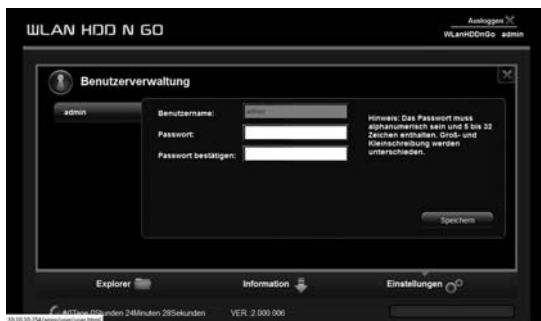 WLAN HDD N GO
Ausloggen
WLanHDDnGo admin
Benutzerverwaltung
admin
Benutzername:
admin
Passwort:
Passwort bestätigen:
Hinweis: Das Passwort muss
alphanumerisch sein und 5 bis 32
Zeichen enthalten. Groß- und
Kleinschreibung werden
unterschieden.
Speichern
Explorer
Information
Einstellungen
0Tage 0Stunden 24Minuten 28Sekunden
VER. 2.000.006